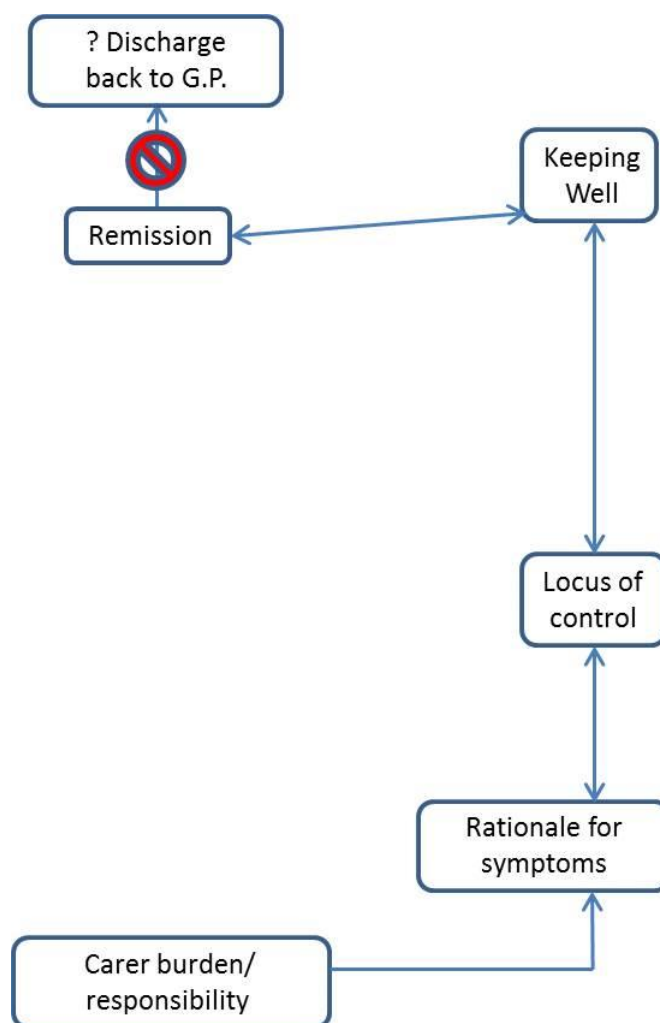 ? Discharge
back to G.P.
Keeping
Well
Remission
Locus of
control
Rationale for
symptoms
Carer burden/
responsibility